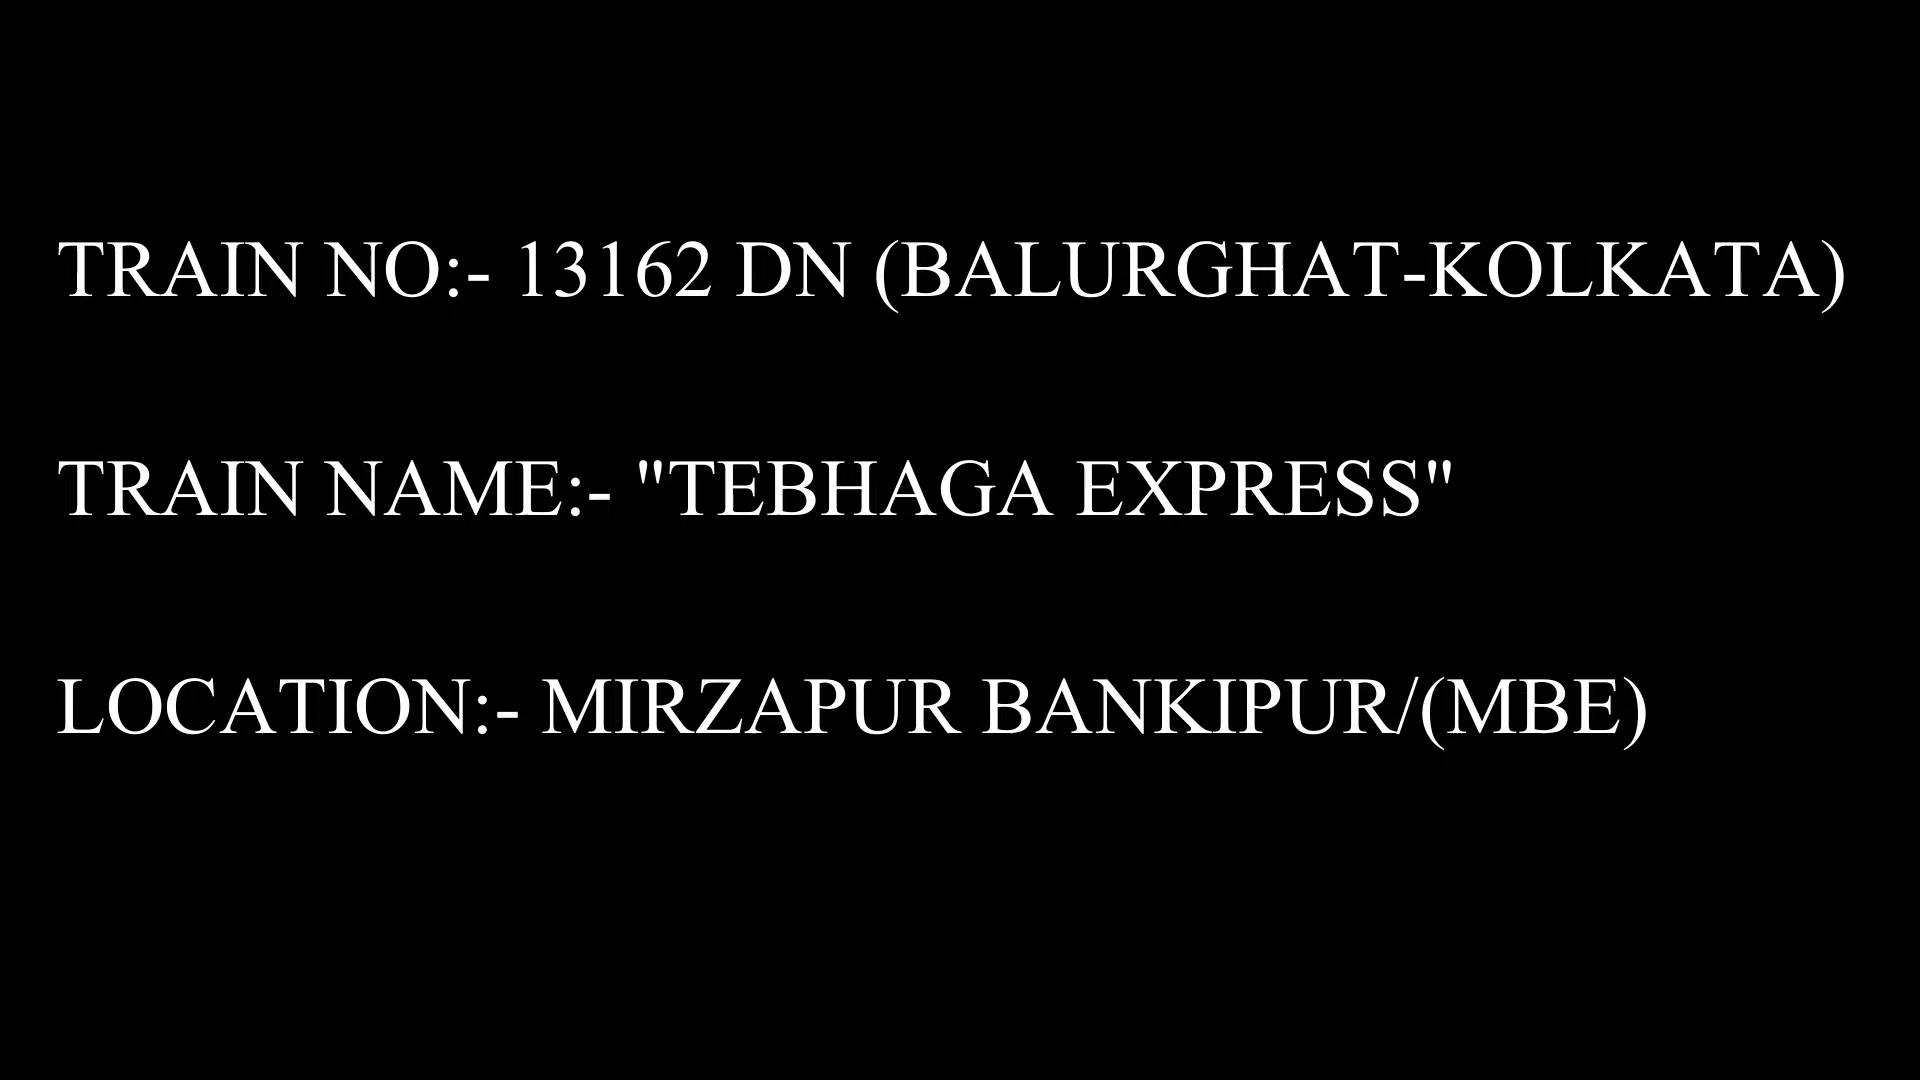 TRAIN NO:- 13162 DN (BALURGHAT-KOLKATA)
TRAIN NAME:- "TEBHAGA EXPRESS"
LOCATION:- MIRZAPUR BANKIPUR/(MBE)